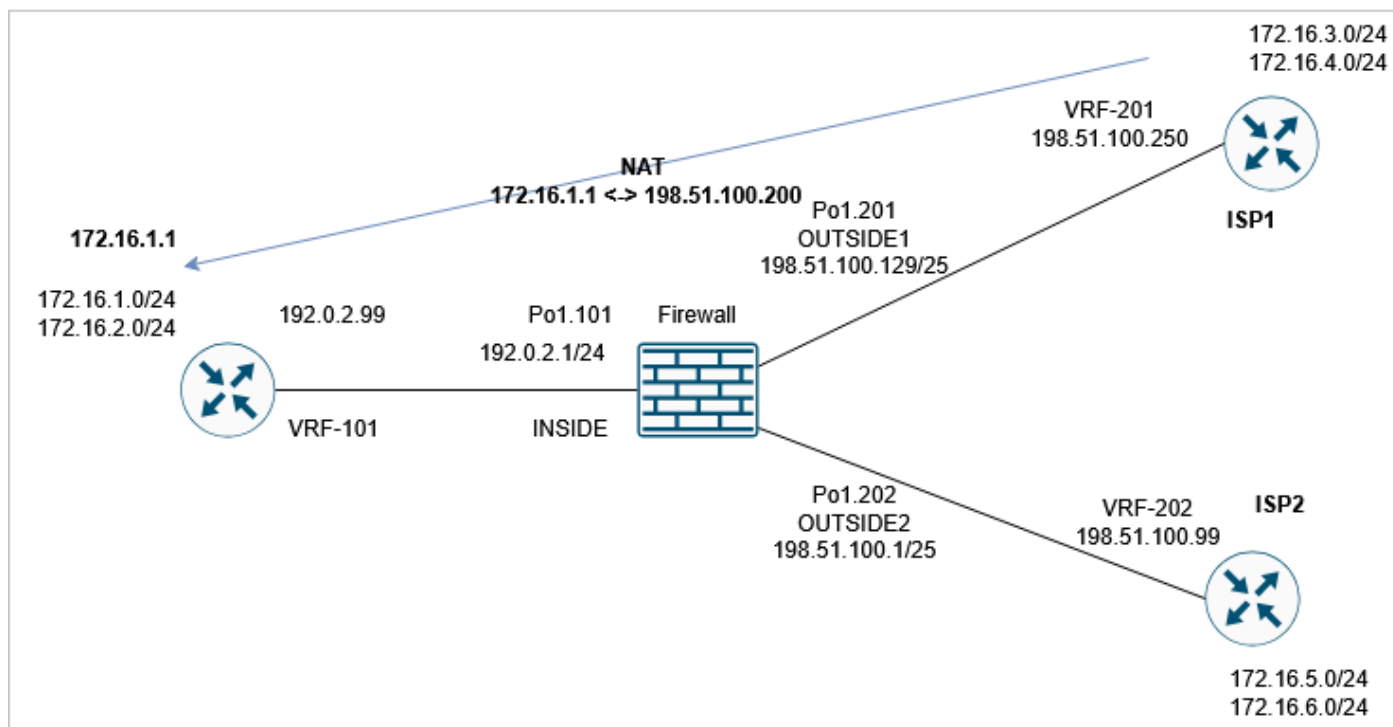 172.16.3.0/24
172.16.4.0/24
VRF-201
198.51.100.250
ISP1
NAT
172.16.1.1 <-> 198.51.100.200
Po1.201
OUTSIDE1
198.51.100.129/25
172.16.1.1
172.16.1.0/24
172.16.2.0/24
192.0.2.99
VRF-101
Po1.101
192.0.2.1/24
INSIDE
Firewall
Po1.202
OUTSIDE2
198.51.100.1/25
VRF-202
198.51.100.99
ISP2
172.16.5.0/24
172.16.6.0/24